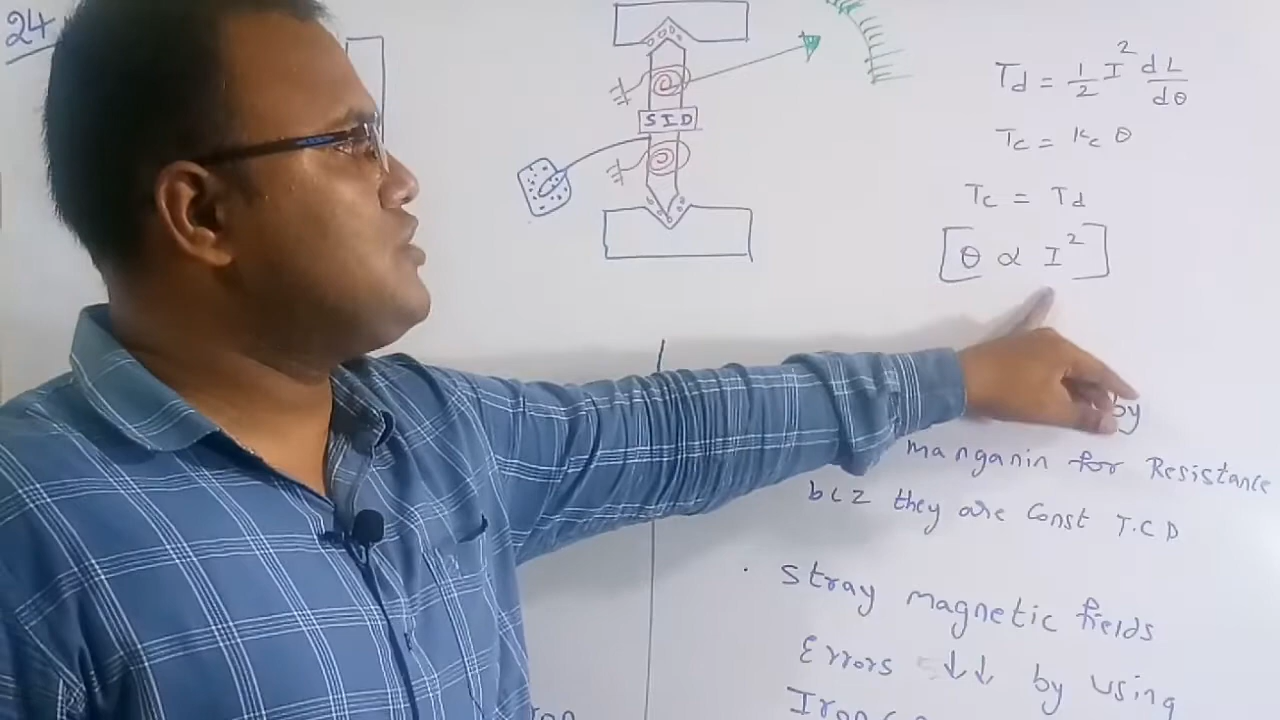 24
SID
Td = 1/2 I² dL/dθ
Tc = Kc θ
Tc = Td
[θ ∝ I²]
by
manganin for Resistance
bcz they are Const T.C.D
. Stray magnetic fields
Errors ↓↓ by using